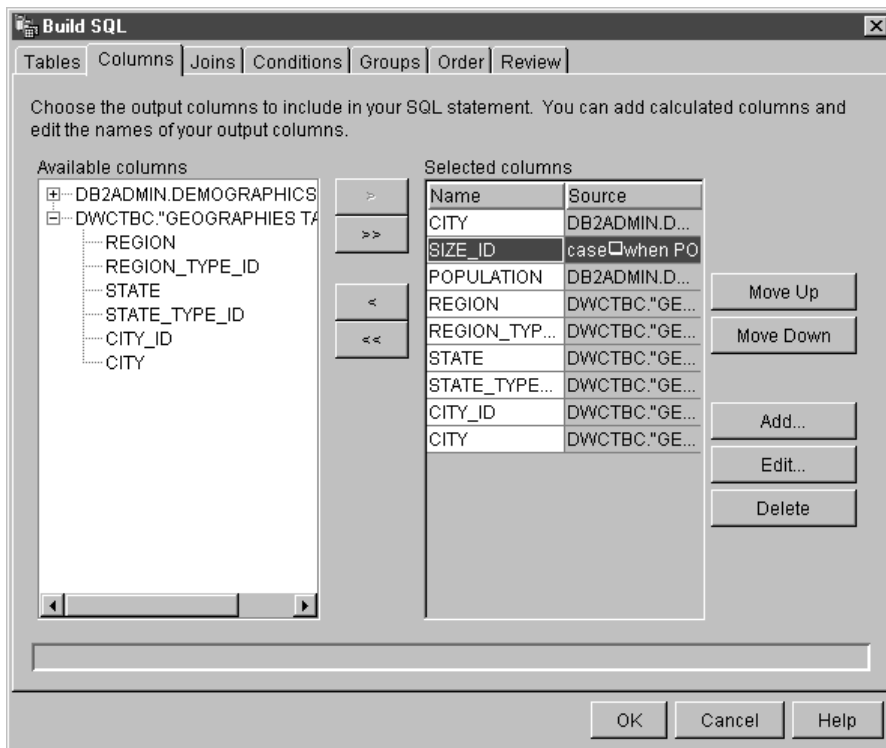 Build SQL
Tables Columns Joins Conditions Groups Order Review
Choose the output columns to include in your SQL statement. You can add calculated columns and
edit the names of your output columns.
Available columns
DB2ADMIN.DEMOGRAPHICS
DWCTBC."GEOGRAPHIES TA
REGION
REGION_TYPE_ID
STATE
STATE_TYPE_ID
CITY_ID
CITY
>
>>
<
<<
Selected columns
Name Source
CITY DB2ADMIN.D...
SIZE_ID case□when PO
POPULATION DB2ADMIN.D...
REGION DWCTBC."GE...
REGION_TYP... DWCTBC."GE...
STATE DWCTBC."GE...
STATE_TYPE... DWCTBC."GE...
CITY_ID DWCTBC."GE...
CITY DWCTBC."GE...
Move Up
Move Down
Add...
Edit...
Delete
OK Cancel Help